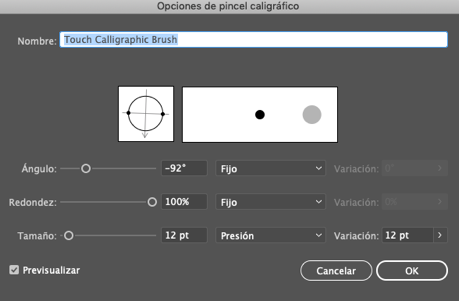 Opciones de pincel caligráfico
Nombre: Touch Calligraphic Brush
Ángulo: -92° Fijo Variación: 0°
Redondez: 100% Fijo Variación: 0%
Tamaño: 12 pt Presión Variación: 12 pt
Previsualizar Cancelar OK